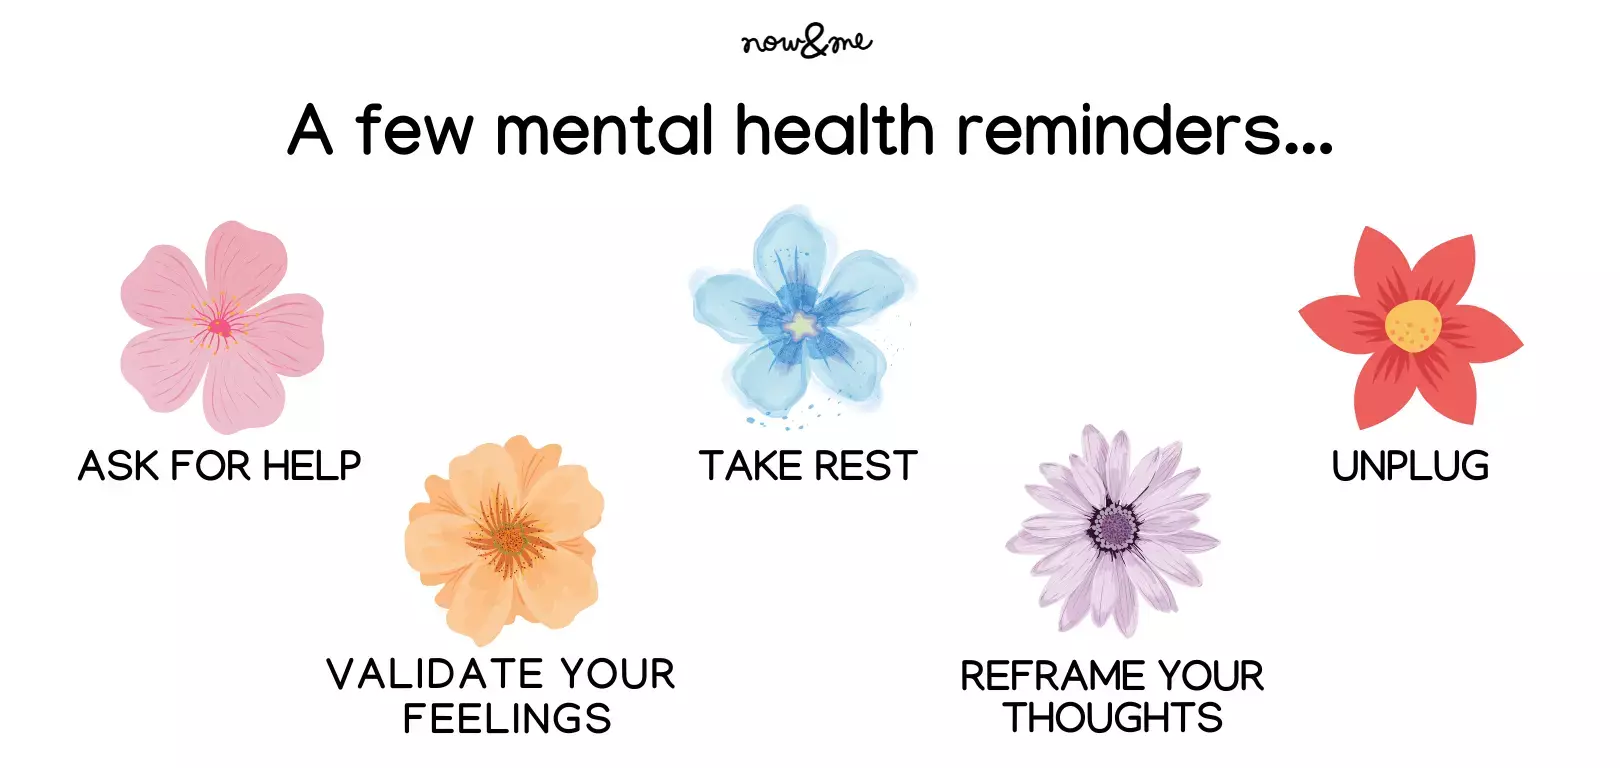 now&me
A few mental health reminders...
ASK FOR HELP
TAKE REST
UNPLUG
VALIDATE YOUR
FEELINGS
REFRAME YOUR
THOUGHTS